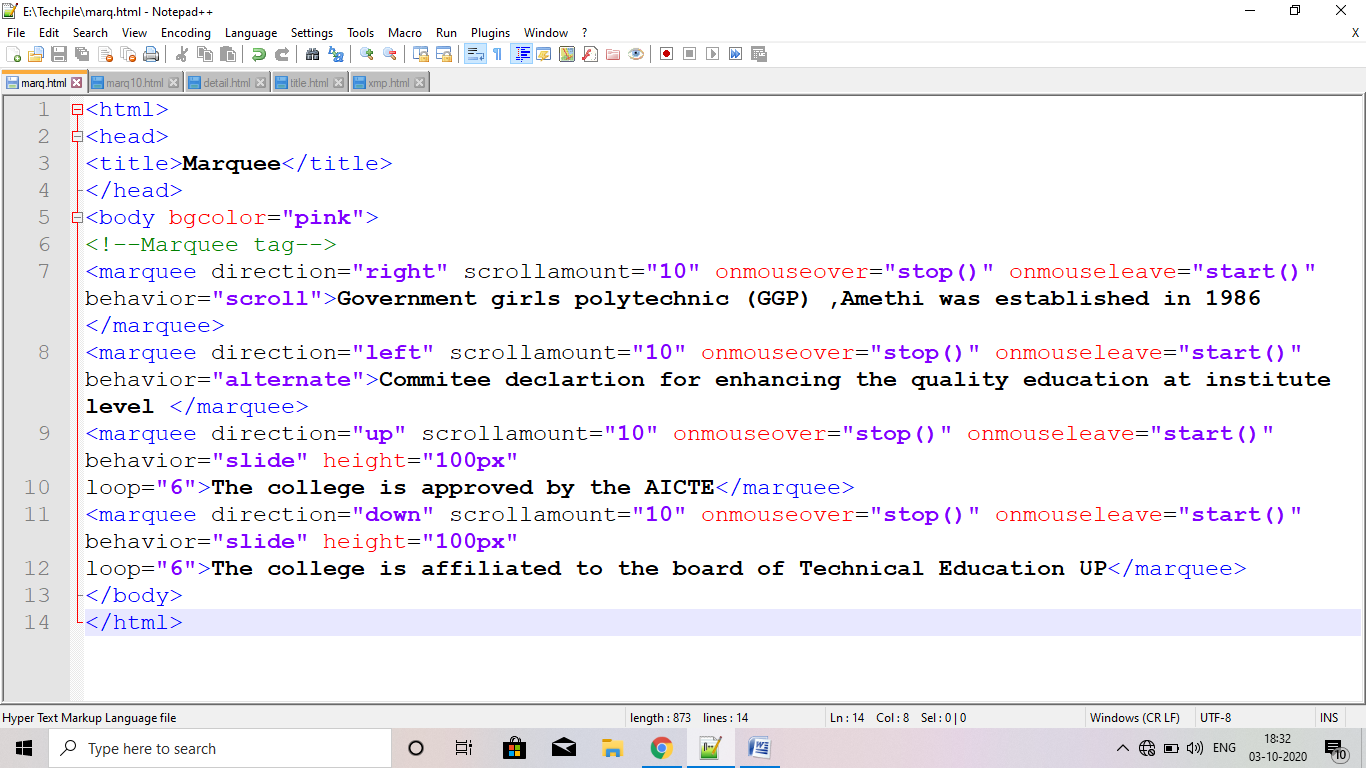 E:\Techpile\marq.html - Notepad++
File Edit Search View Encoding Language Settings Tools Macro Run Plugins Window ? X
marq.html marq10.html detail.html title.html xmp.html
1 <html>
2 <head>
3 <title>Marquee</title>
4 </head>
5 <body bgcolor="pink">
6 <!--Marquee tag-->
7 <marquee direction="right" scrollamount="10" onmouseover="stop()" onmouseleave="start()"
behavior="scroll">Government girls polytechnic (GGP) ,Amethi was established in 1986
</marquee>
8 <marquee direction="left" scrollamount="10" onmouseover="stop()" onmouseleave="start()"
behavior="alternate">Commitee declartion for enhancing the quality education at institute
level </marquee>
9 <marquee direction="up" scrollamount="10" onmouseover="stop()" onmouseleave="start()"
behavior="slide" height="100px"
10 loop="6">The college is approved by the AICTE</marquee>
11 <marquee direction="down" scrollamount="10" onmouseover="stop()" onmouseleave="start()"
behavior="slide" height="100px"
12 loop="6">The college is affiliated to the board of Technical Education UP</marquee>
13 </body>
14 </html>
Hyper Text Markup Language file length : 873 lines : 14 Ln : 14 Col : 8 Sel : 0 | 0 Windows (CR LF) UTF-8 INS
Type here to search ENG 18:32
03-10-2020 10